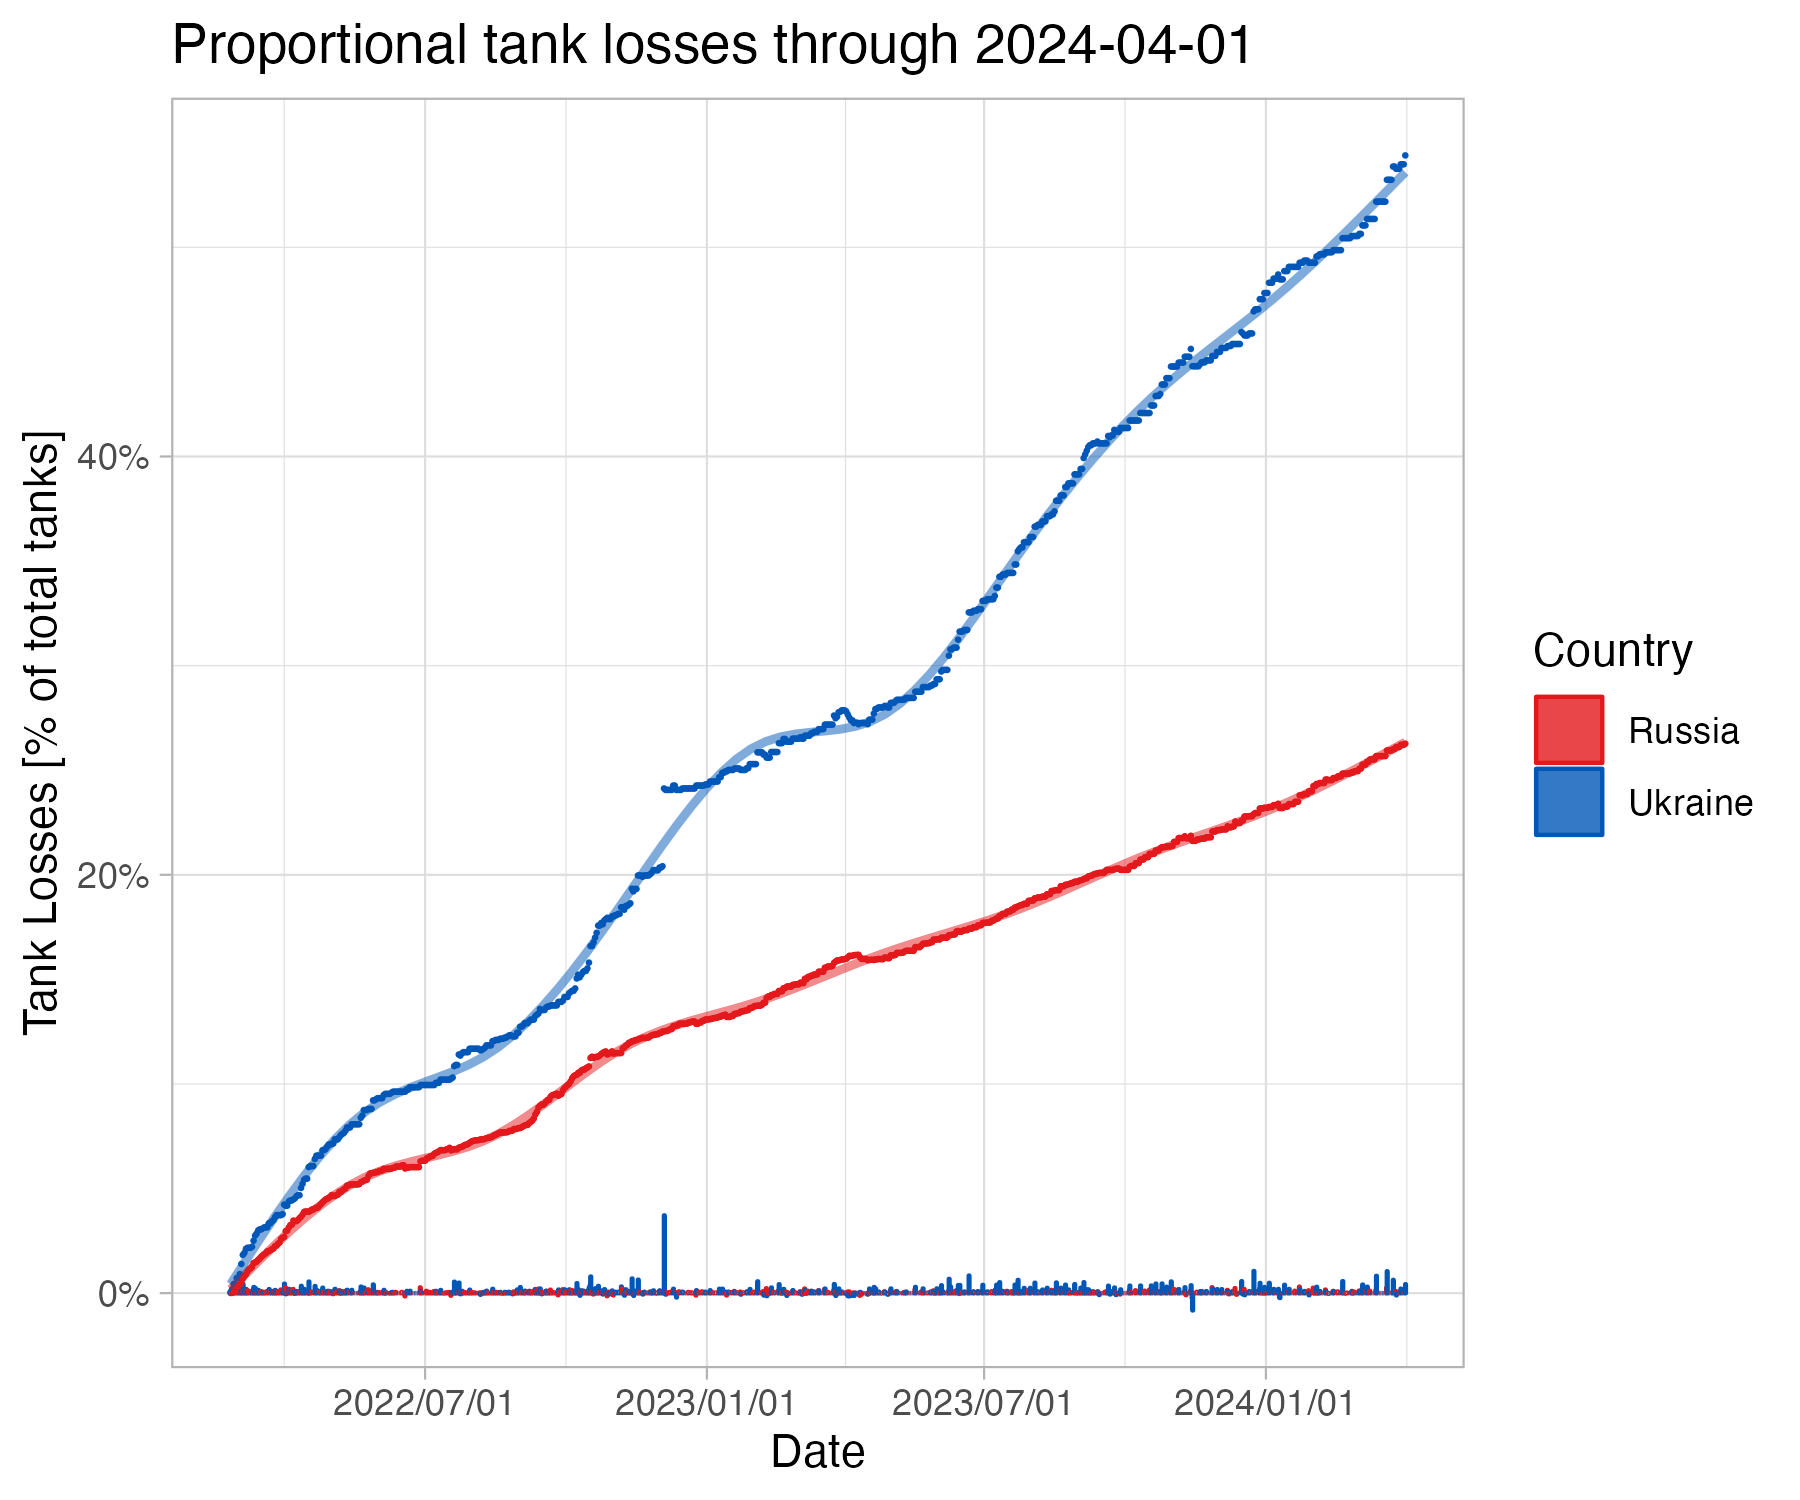 Proportional tank losses through 2024-04-01
Tank Losses [% of total tanks]
40%
20%
0%
2022/07/01
2023/01/01
2023/07/01
2024/01/01
Date
Country
Russia
Ukraine